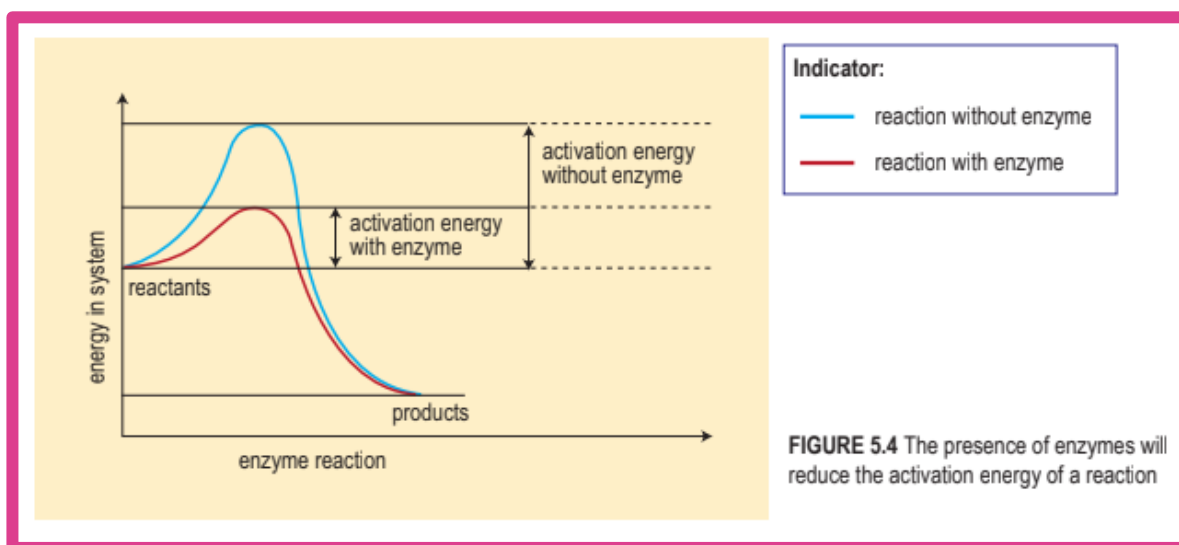 Indicator:
reaction without enzyme
reaction with enzyme
activation energy
without enzyme
activation energy
with enzyme
energy in system
reactants
products
enzyme reaction
FIGURE 5.4 The presence of enzymes will
reduce the activation energy of a reaction